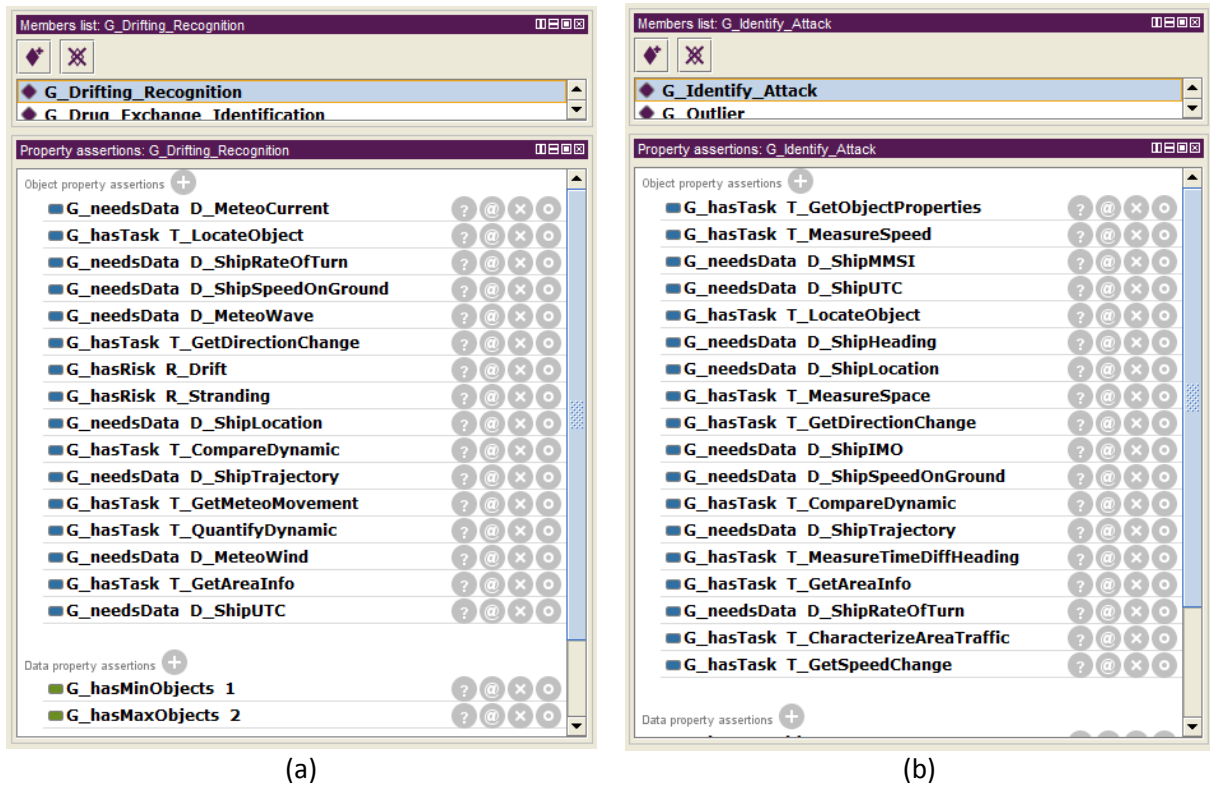 Members list: G_Drifting_Recognition
G_Drifting_Recognition
G_Drug_Exchange_Identification
Property assertions: G_Drifting_Recognition
Object property assertions
G_needsData D_MeteoCurrent
G_hasTask T_LocateObject
G_needsData D_ShipRateOfTurn
G_needsData D_ShipSpeedOnGround
G_needsData D_MeteoWave
G_hasTask T_GetDirectionChange
G_hasRisk R_Drift
G_hasRisk R_Stranding
G_needsData D_ShipLocation
G_hasTask T_CompareDynamic
G_needsData D_ShipTrajectory
G_hasTask T_GetMeteoMovement
G_hasTask T_QuantifyDynamic
G_needsData D_MeteoWind
G_hasTask T_GetAreaInfo
G_needsData D_ShipUTC
Data property assertions
G_hasMinObjects 1
G_hasMaxObjects 2
(a)
Members list: G_Identify_Attack
G_Identify_Attack
G_Outlier
Property assertions: G_Identify_Attack
Object property assertions
G_hasTask T_GetObjectProperties
G_hasTask T_MeasureSpeed
G_needsData D_ShipMMSI
G_needsData D_ShipUTC
G_hasTask T_LocateObject
G_needsData D_ShipHeading
G_needsData D_ShipLocation
G_hasTask T_MeasureSpace
G_hasTask T_GetDirectionChange
G_needsData D_ShipIMO
G_needsData D_ShipSpeedOnGround
G_hasTask T_CompareDynamic
G_needsData D_ShipTrajectory
G_hasTask T_MeasureTimeDiffHeading
G_hasTask T_GetAreaInfo
G_needsData D_ShipRateOfTurn
G_hasTask T_CharacterizeAreaTraffic
G_hasTask T_GetSpeedChange
Data property assertions
(b)